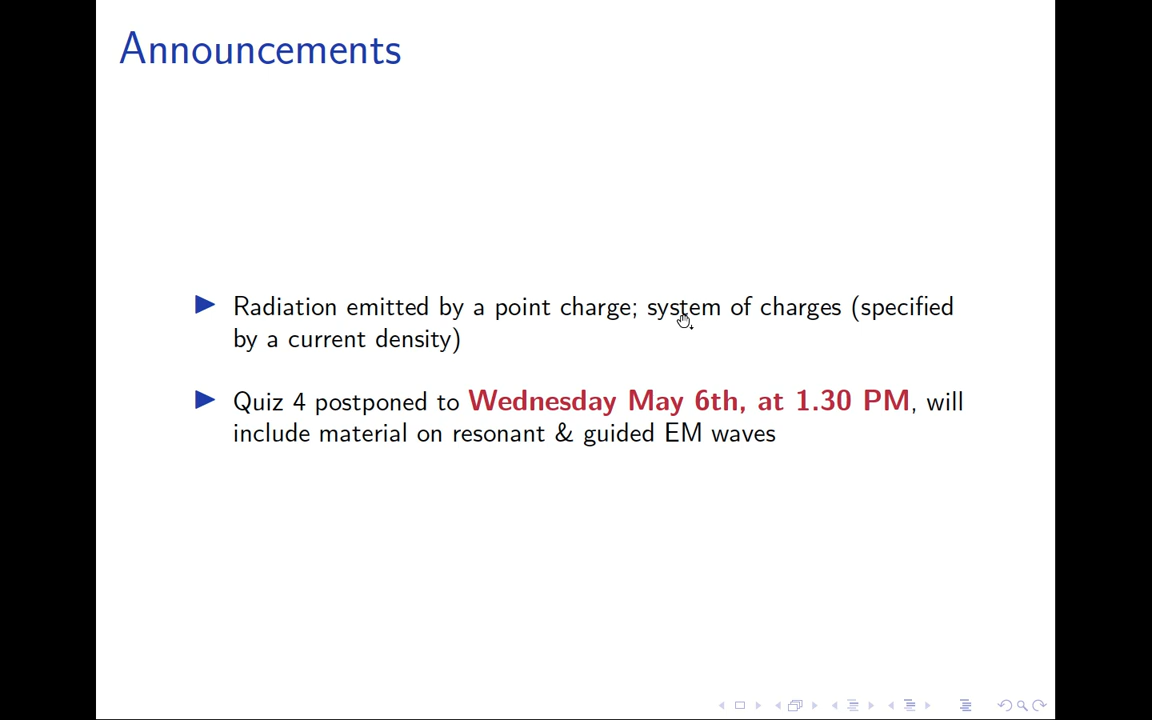 Announcements
Radiation emitted by a point charge; system of charges (specified
by a current density)
Quiz 4 postponed to Wednesday May 6th, at 1.30 PM, will
include material on resonant & guided EM waves